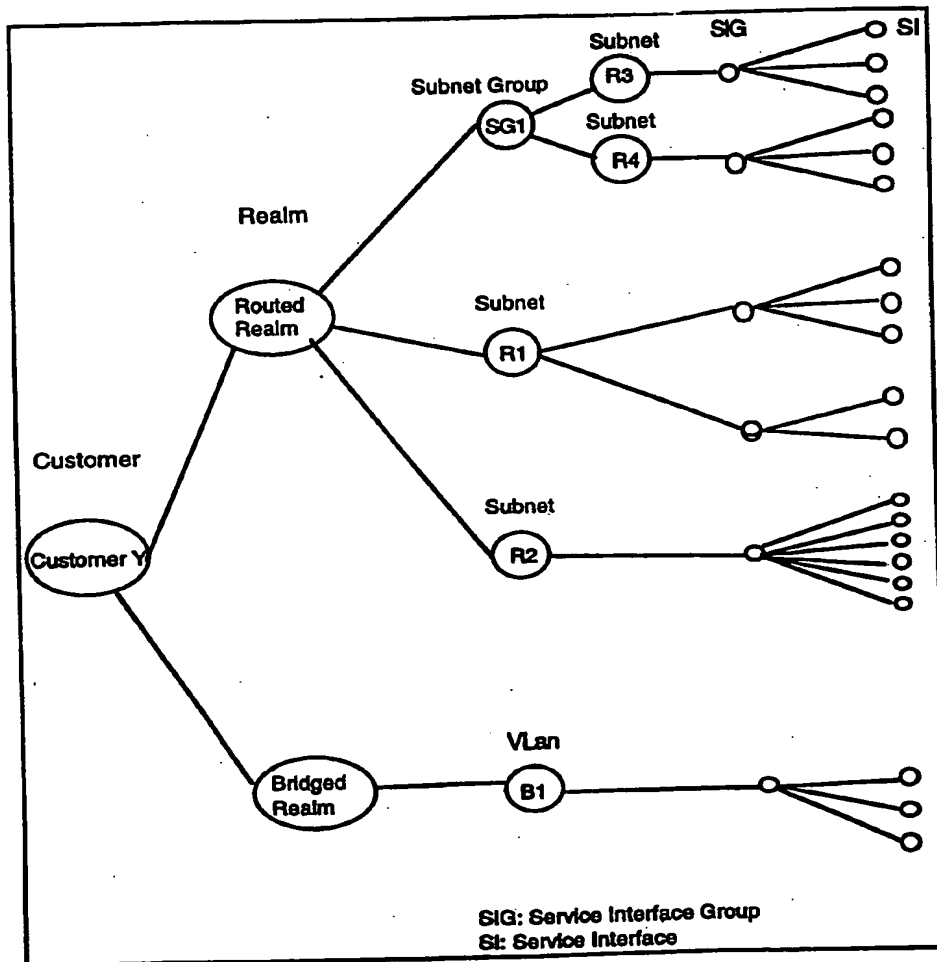 SIG
SI
Subnet
R3
Subnet Group
SG1
Subnet
R4
Realm
Routed
Realm
Subnet
R1
Customer
Customer Y
Subnet
R2
VLan
Bridged
Realm
B1
SIG: Service Interface Group
SI: Service Interface